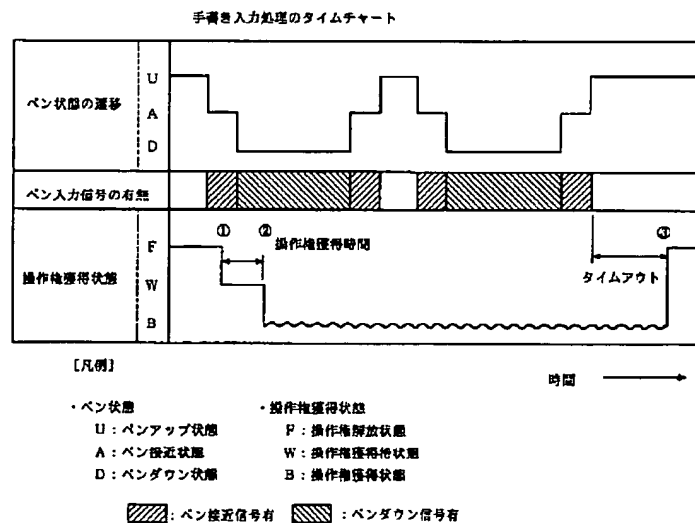 手書き入力処理のタイムチャート
ペン状態の遷移
U
A
D
ペン入力信号の有無
操作権獲得状態
F
W
B
①
②
操作権獲得時間
③
タイムアウト
[凡例]
時間
・ペン状態
U：ペンアップ状態
A：ペン接近状態
D：ペンダウン状態
・操作権獲得状態
F：操作権解放状態
W：操作権獲得待状態
B：操作権獲得状態
：ペン接近信号有
：ペンダウン信号有